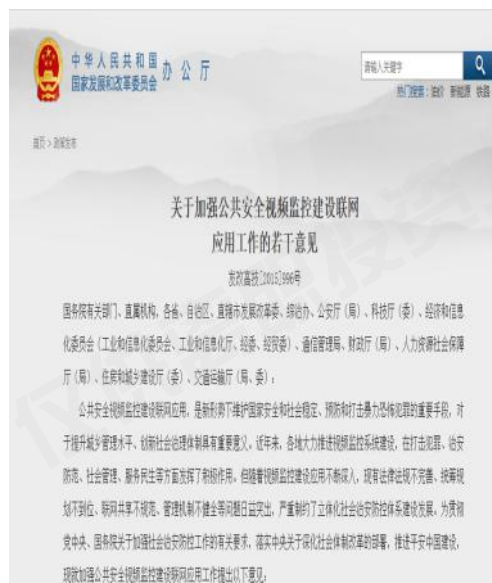 中华人民共和国
国家发展和改革委员会
办公厅
请输入关键字
热门搜索：油价 新能源 铁路
首页 > 政策发布
关于加强公共安全视频监控建设联网
应用工作的若干意见
发改高技[2015]996号
国务院有关部门、直属机构，各省、自治区、直辖市发展改革委、综治办、公安厅（局）、科技厅（委）、经济和信息
化委员会（工业和信息化委员会、工业和信息化厅、经委、经贸委）、通信管理局、财政厅（局）、人力资源社会保障
厅（局）、住房和城乡建设厅（委）、交通运输厅（局、委）：
公共安全视频监控建设联网应用，是新形势下维护国家安全和社会稳定、预防和打击暴力恐怖犯罪的重要手段，对
于提升城乡管理水平、创新社会治理体制具有重要意义。近年来，各地大力推进视频监控系统建设，在打击犯罪、治安
防范、社会管理、服务民生等方面发挥了积极作用。但随着视频监控建设应用不断深入，现有法律法规不完善、统筹规
划不到位、联网共享不规范、管理机制不健全等问题日益突出，严重制约了立体化社会治安防控体系建设发展。为贯彻
党中央、国务院关于加强社会治安防控工作的有关要求，落实中央关于深化社会体制改革的部署，推进平安中国建设，
现就加强公共安全视频监控建设联网应用工作提出以下意见：